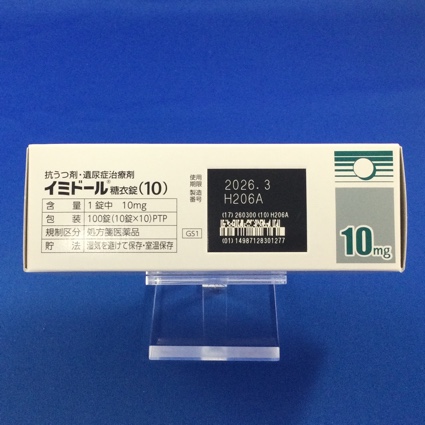 抗うつ剤・遺尿症治療剤
イミドール®糖衣錠(10)
含 量 1錠中 10mg
包 装 100錠(10錠×10)PTP
規制区分 処方箋医薬品
貯 法 湿気を避けて保存・室温保存
G51
使用期限
製造番号
2026.3
H206A
(17) 260300 (10) H206A
(01) 14987128301277
10mg